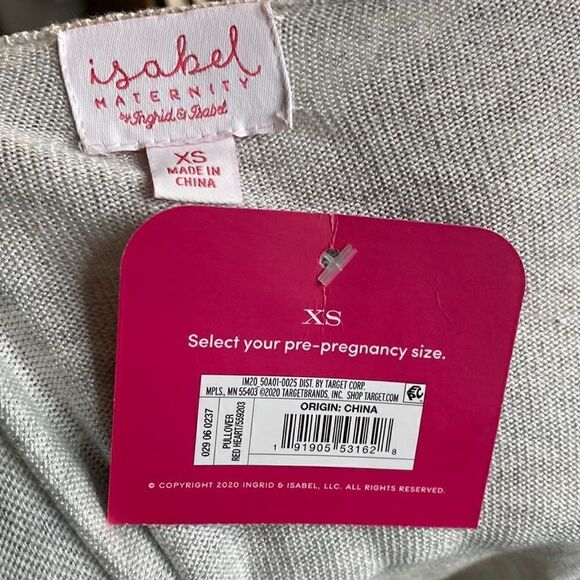 isabel
MATERNITY
by Ingrid & Isabel
XS
MADE IN
CHINA
XS
Select your pre-pregnancy size.
IM20 50A01-0025 DIST. BY TARGET CORP.
MPLS., MN 55403 ©2020 TARGETBRANDS, INC. SHOP TARGET.COM
029 06 0237
PULLOVER
RED HEART/559203
ORIGIN: CHINA
1 91905 53162 8
© COPYRIGHT 2020 INGRID & ISABEL, LLC. ALL RIGHTS RESERVED.